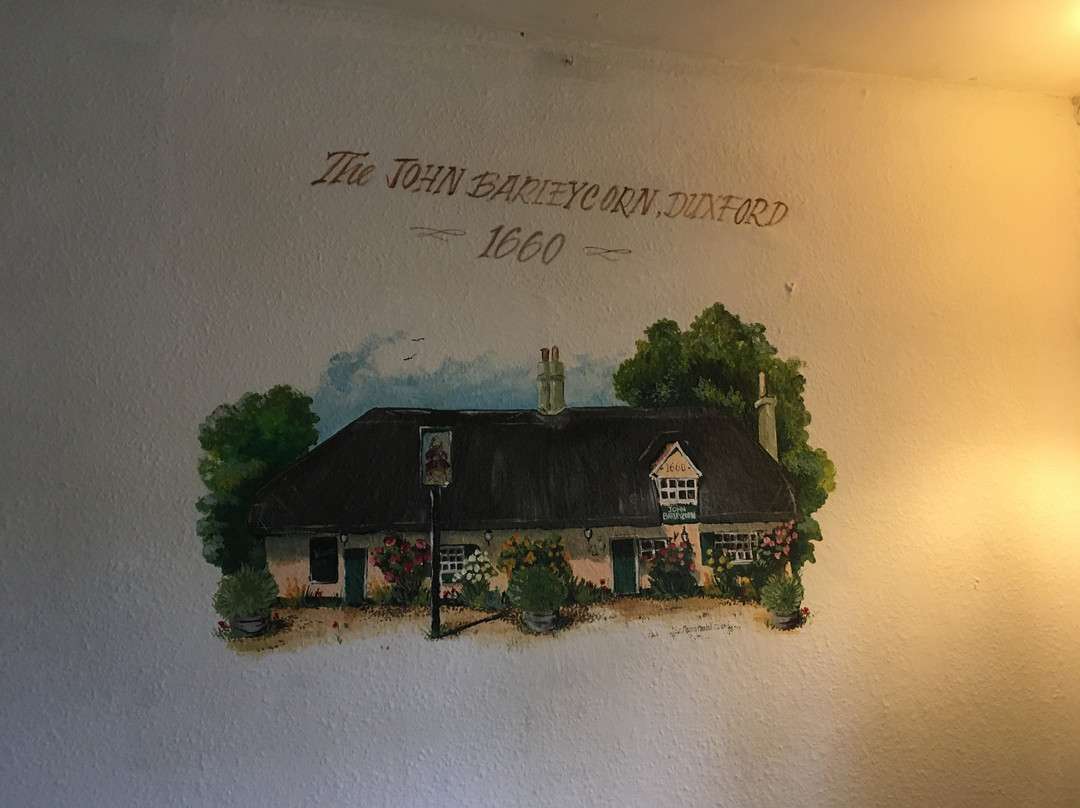 The JOHN BARLEYCORN, DUXFORD
1660
1660
JOHN
BARLEYCORN